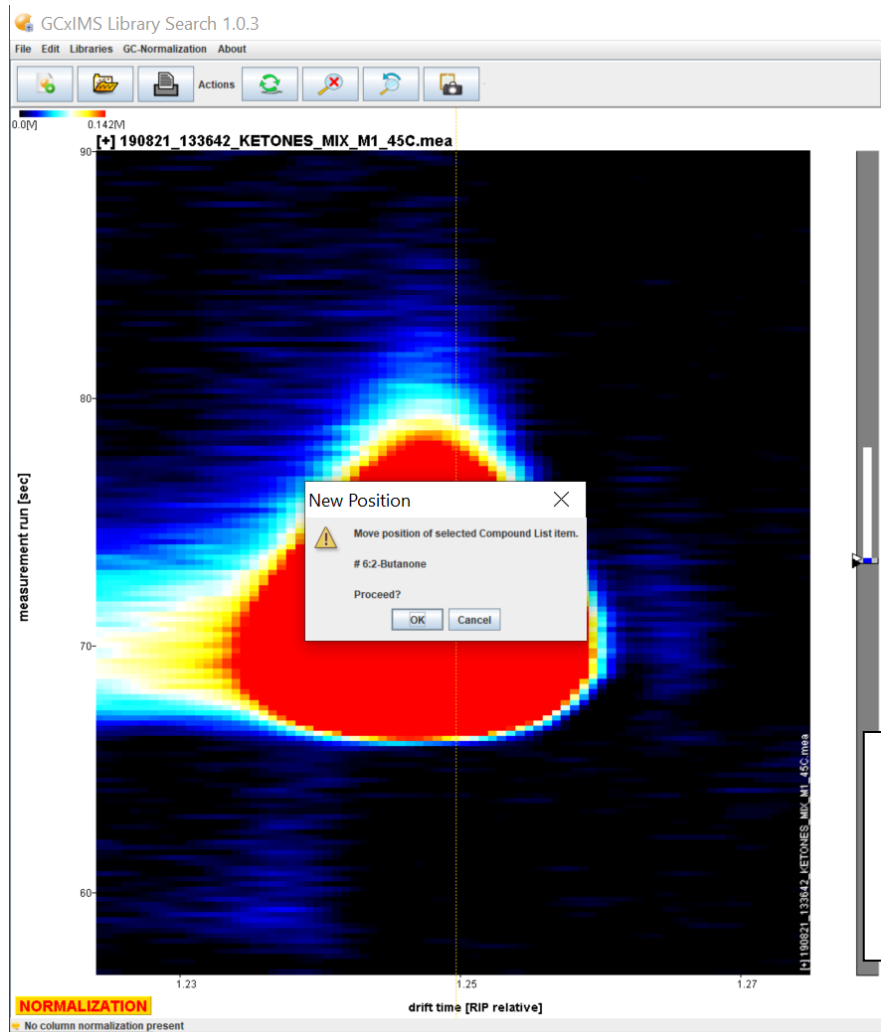 GCxIMS Library Search 1.0.3
File Edit Libraries GC-Normalization About
Actions
0.0[V] 0.142[V]
[+] 190821_133642_KETONES_MIX_M1_45C.mea
90
80
70
60
measurement run [sec]
New Position
Move position of selected Compound List item.
# 6:2-Butanone
Proceed?
OK Cancel
[+] 190821_133642_KETONES_MIX_M1_45C.mea
1.23 1.25 1.27
NORMALIZATION
drift time [RIP relative]
No column normalization present